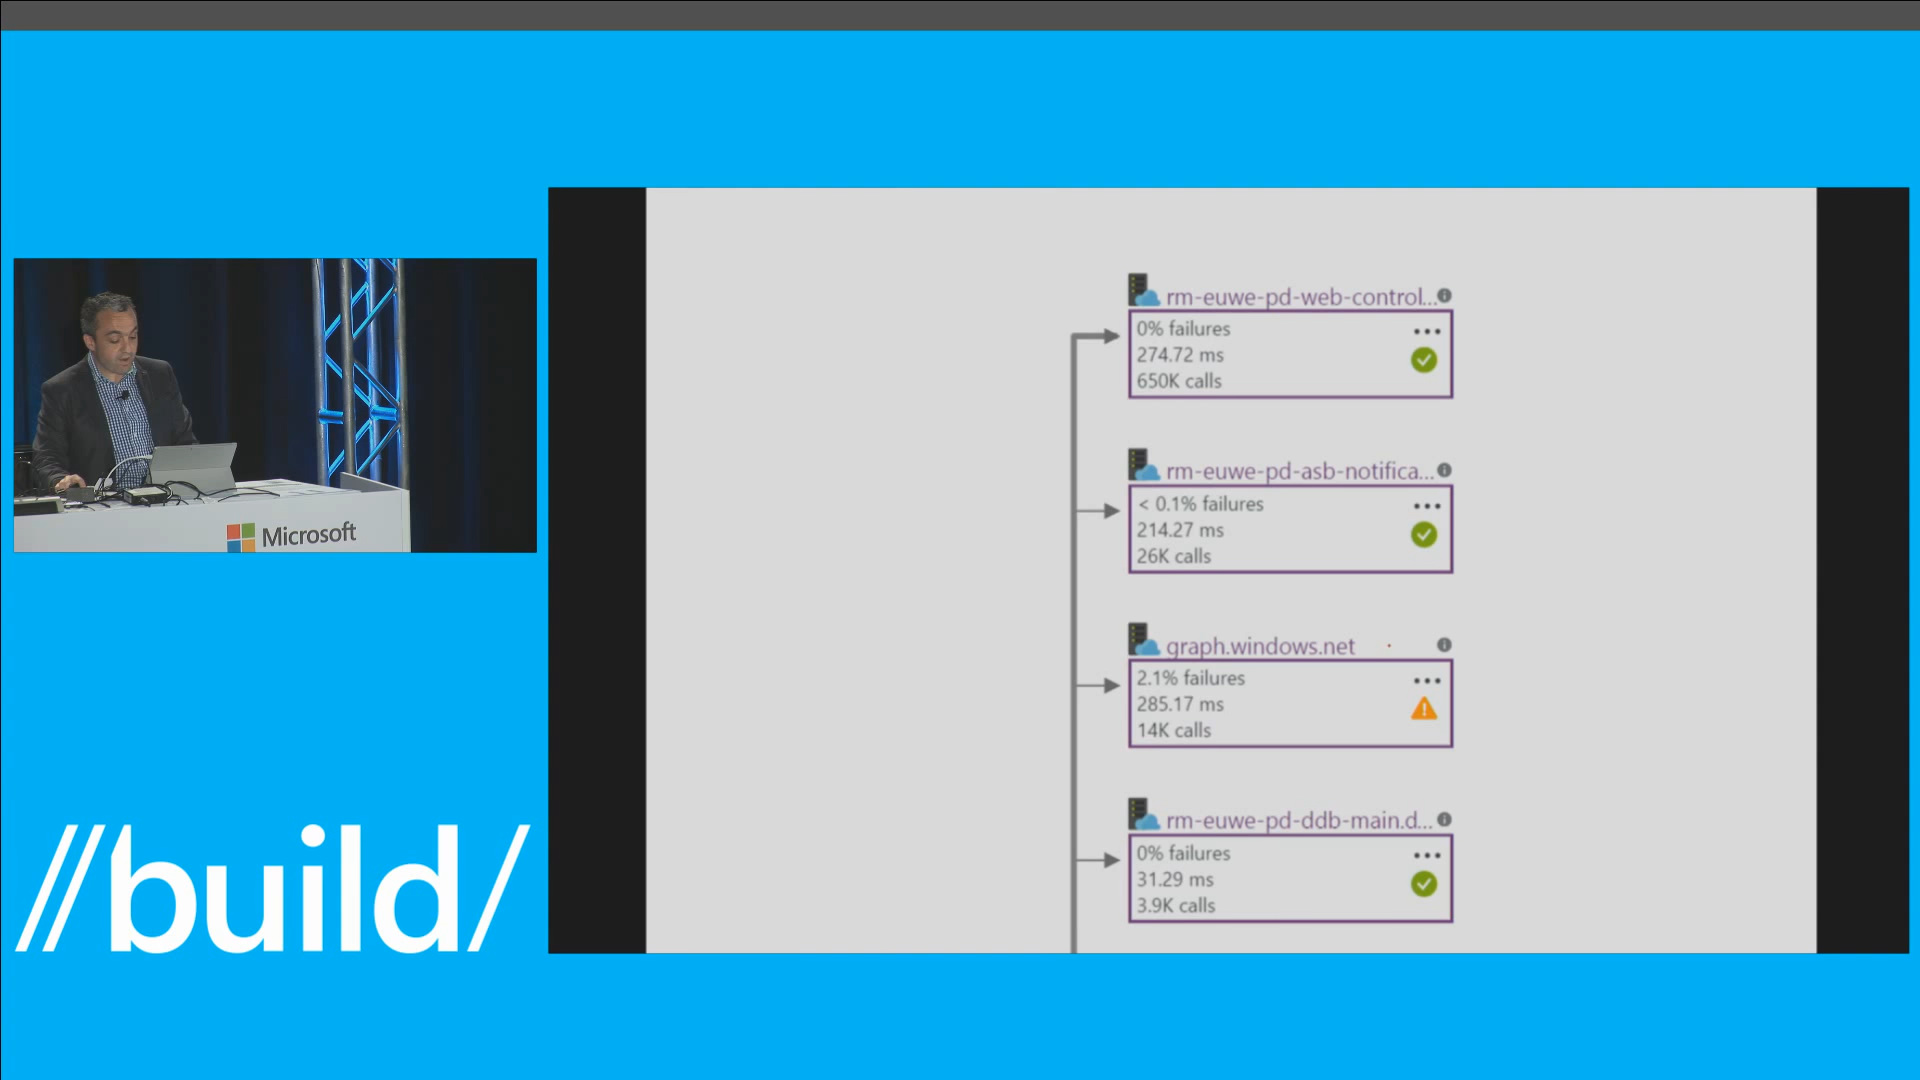 rm-euwe-pd-web-control...
0% failures
274.72 ms
650K calls
rm-euwe-pd-asb-notifica...
< 0.1% failures
214.27 ms
26K calls
graph.windows.net
2.1% failures
285.17 ms
14K calls
rm-euwe-pd-ddb-main.d...
0% failures
31.29 ms
3.9K calls
Microsoft
//build/